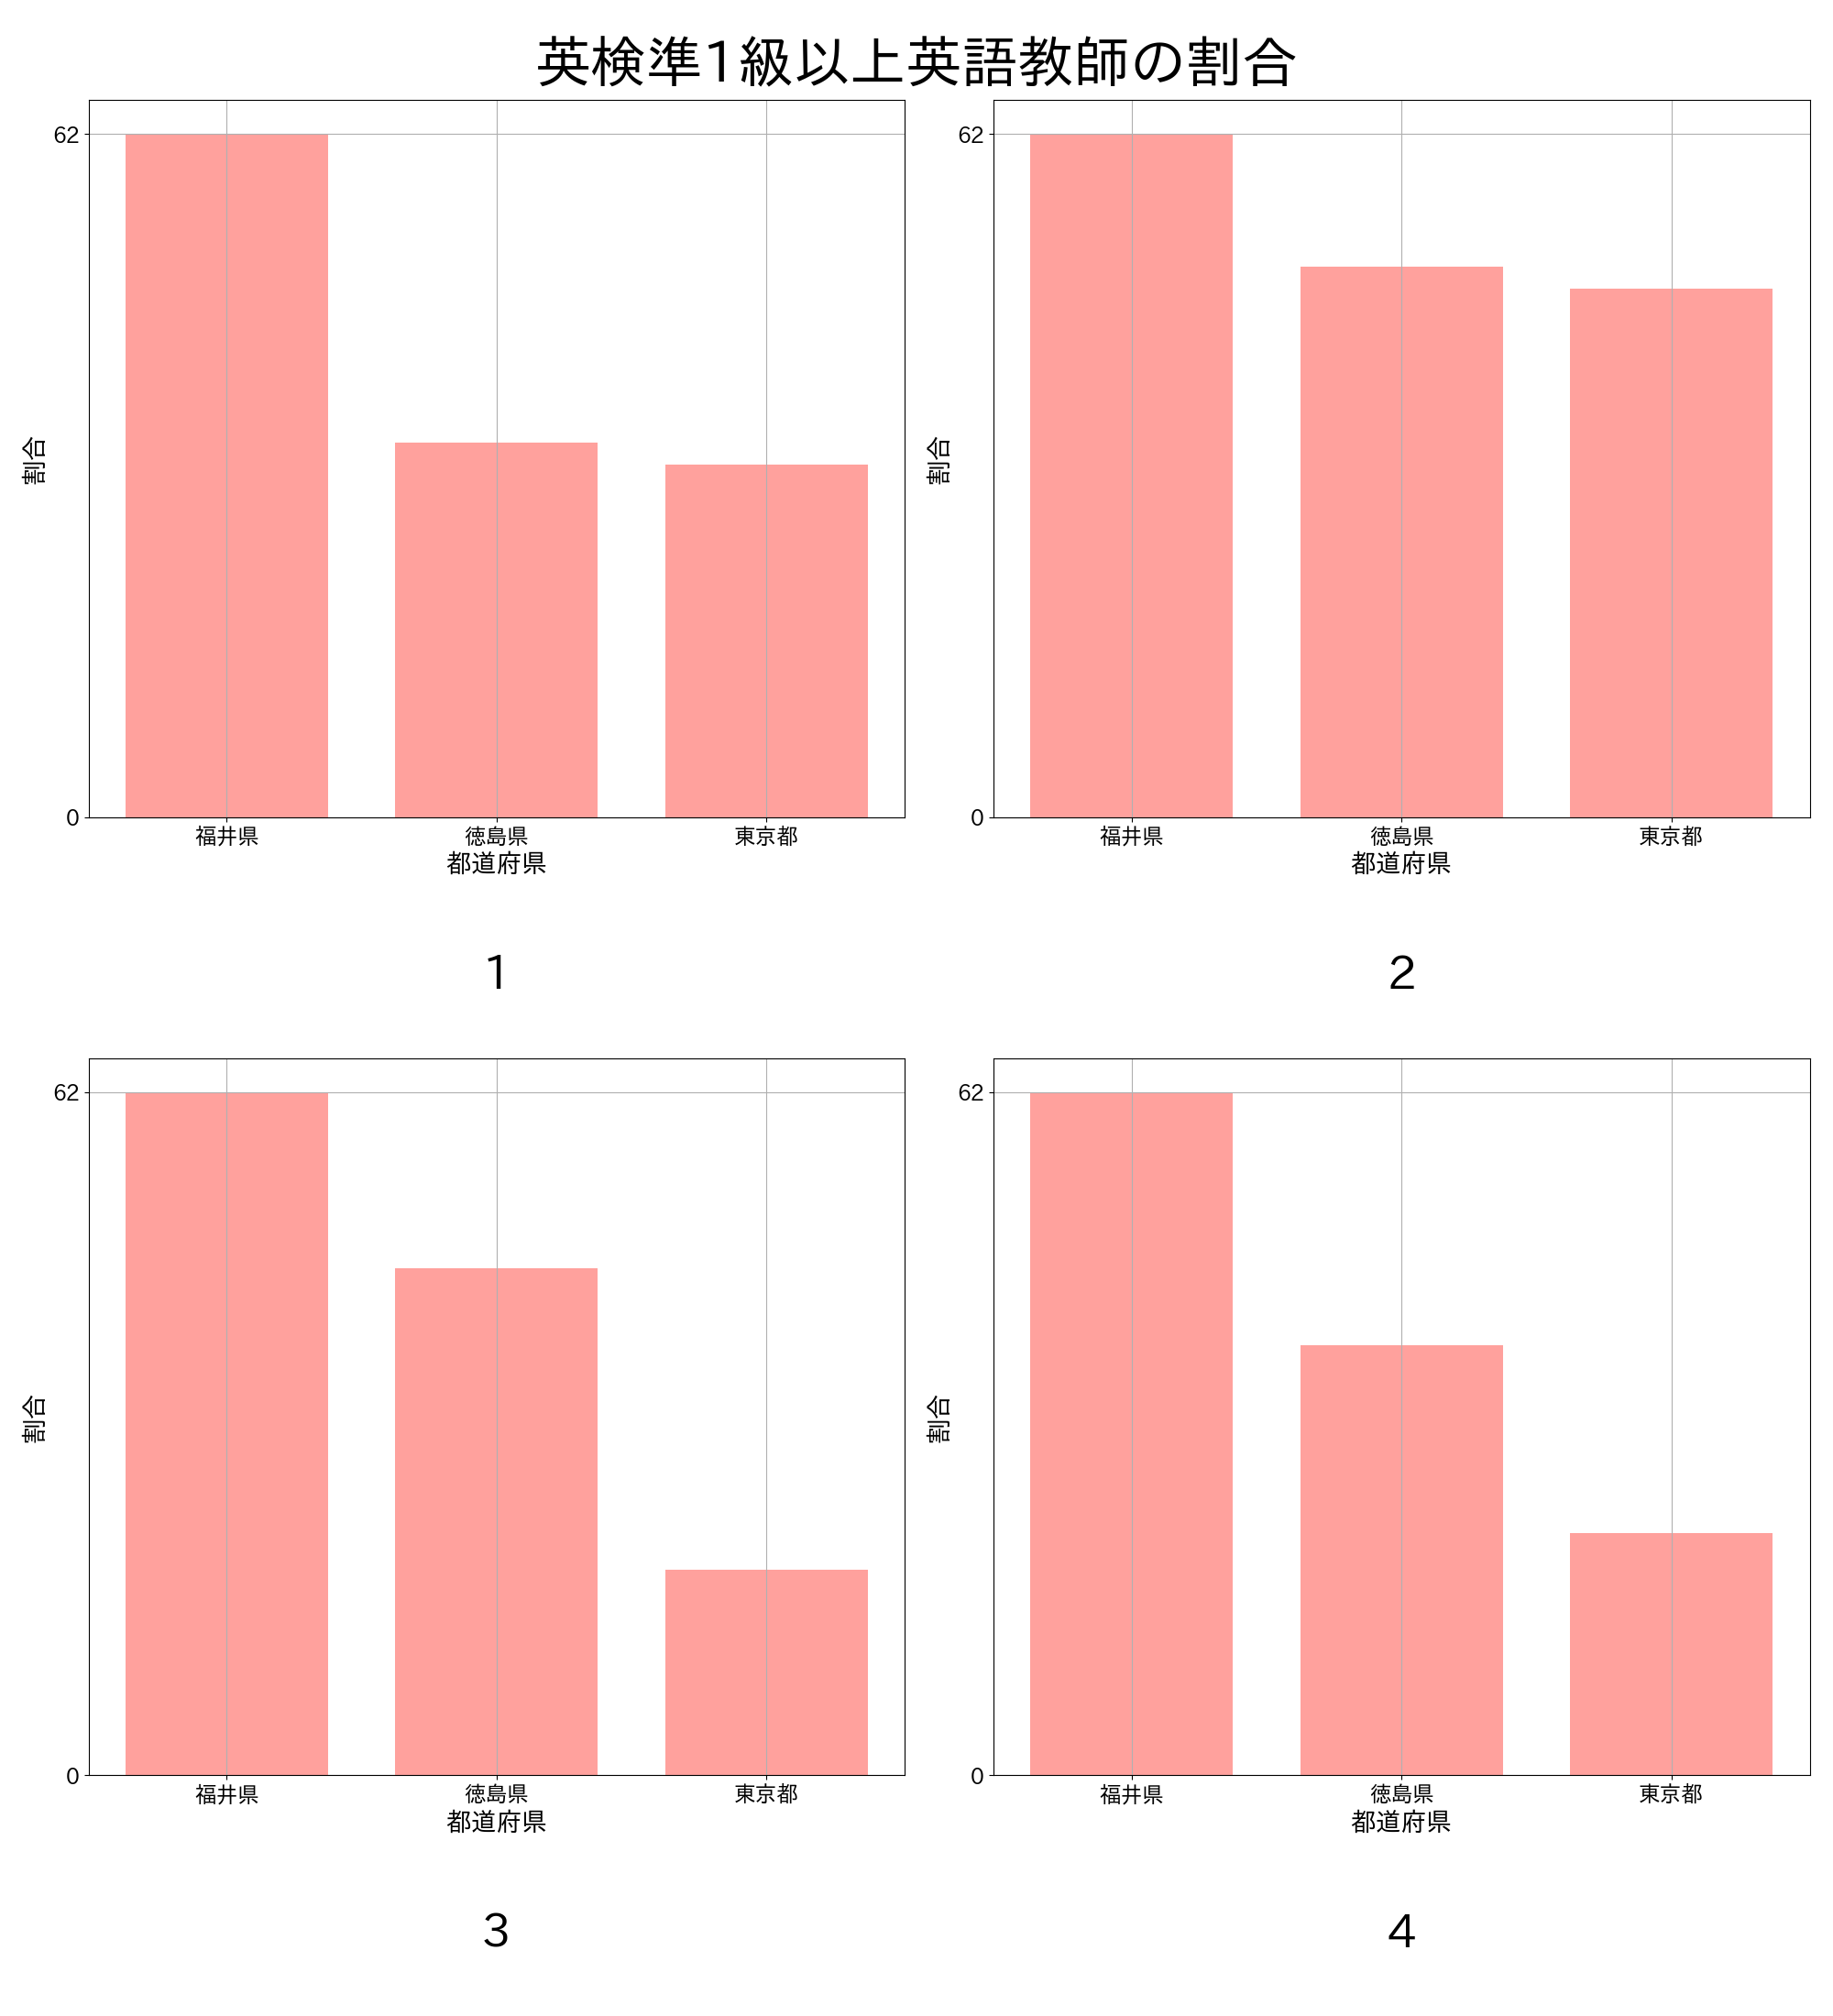 英検準1級以上英語教師の割合
62
0
割合
福井県 徳島県 東京都
都道府県
1
62
0
割合
福井県 徳島県 東京都
都道府県
2
62
0
割合
福井県 徳島県 東京都
都道府県
3
62
0
割合
福井県 徳島県 東京都
都道府県
4